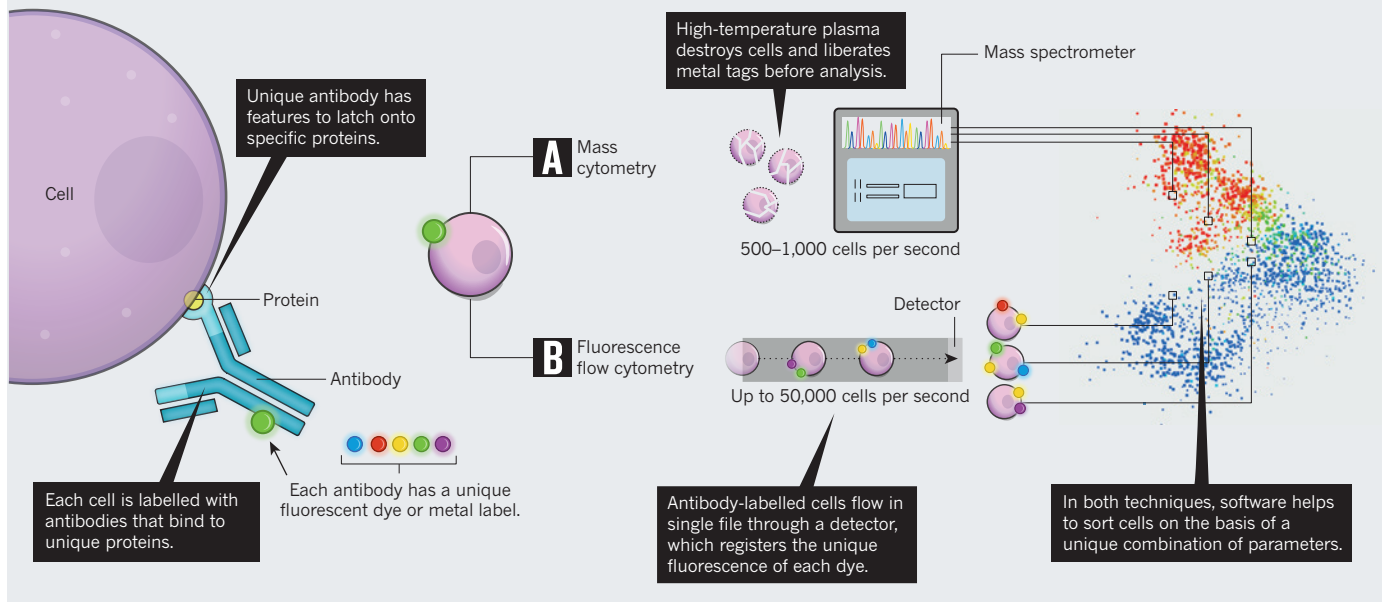 Cell
Unique antibody has
features to latch onto
specific proteins.
Protein
Antibody
Each cell is labelled with
antibodies that bind to
unique proteins.
Each antibody has a unique
fluorescent dye or metal label.
A
Mass
cytometry
B
Fluorescence
flow cytometry
High-temperature plasma
destroys cells and liberates
metal tags before analysis.
Mass spectrometer
500–1,000 cells per second
Detector
Up to 50,000 cells per second
Antibody-labelled cells flow in
single file through a detector,
which registers the unique
fluorescence of each dye.
In both techniques, software helps
to sort cells on the basis of a
unique combination of parameters.